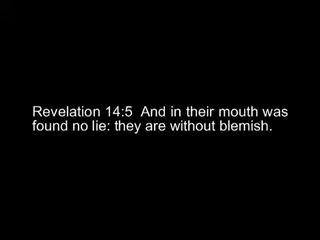 Revelation 14:5  And in their mouth was
found no lie: they are without blemish.